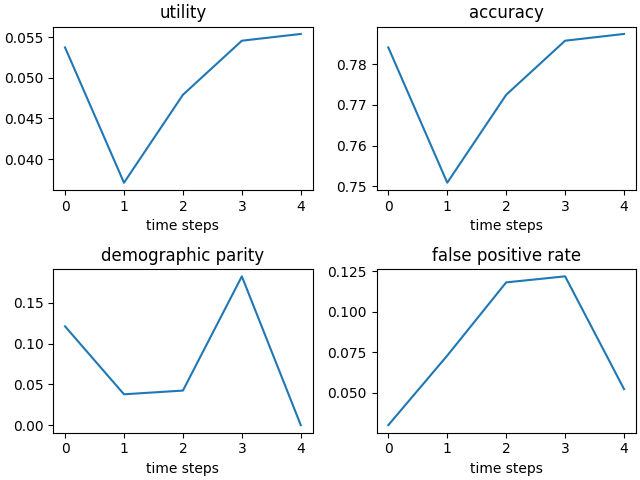 utility
0.055
0.050
0.045
0.040
0 1 2 3 4
time steps
accuracy
0.78
0.77
0.76
0.75
0 1 2 3 4
time steps
demographic parity
0.15
0.10
0.05
0.00
0 1 2 3 4
time steps
false positive rate
0.125
0.100
0.075
0.050
0 1 2 3 4
time steps